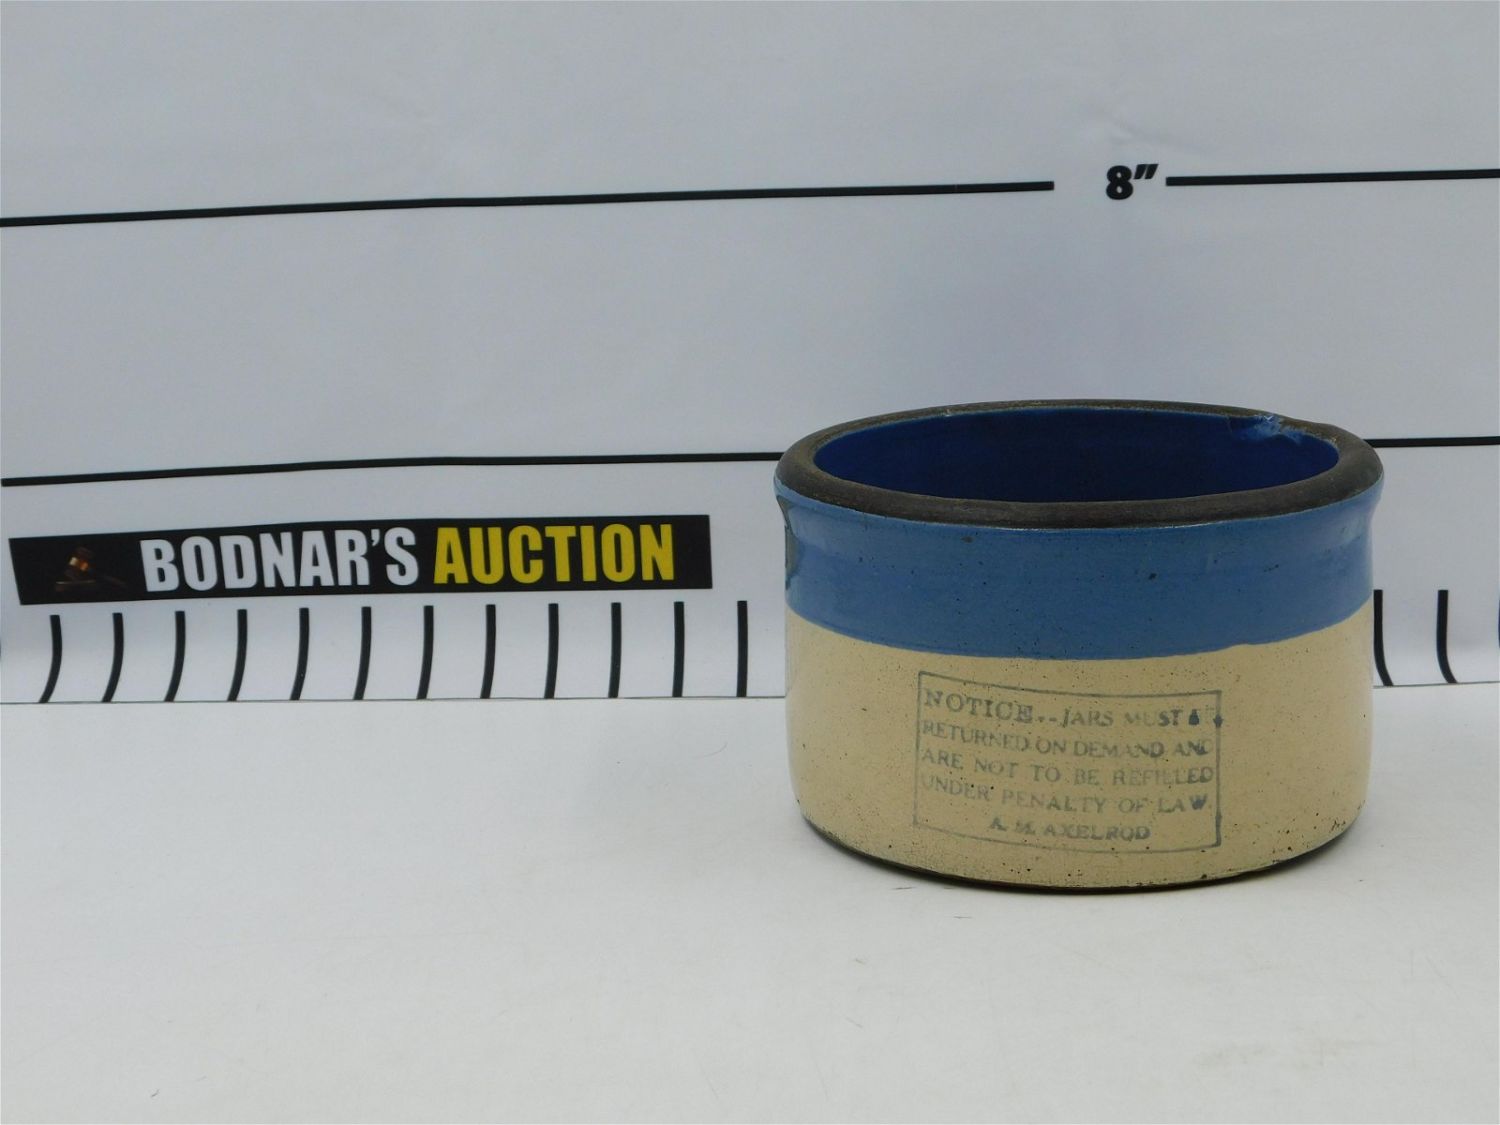 8"
BODNAR'S AUCTION
NOTICE.. JARS MUST BE
RETURNED ON DEMAND AND
ARE NOT TO BE REFILLED
UNDER PENALTY OF LAW.
A. M. AXELROD